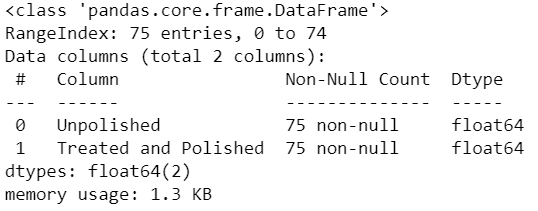 <class 'pandas.core.frame.DataFrame'>
RangeIndex: 75 entries, 0 to 74
Data columns (total 2 columns):
 #   Column                Non-Null Count  Dtype
---  ------                --------------  -----
 0   Unpolished            75 non-null     float64
 1   Treated and Polished  75 non-null     float64
dtypes: float64(2)
memory usage: 1.3 KB